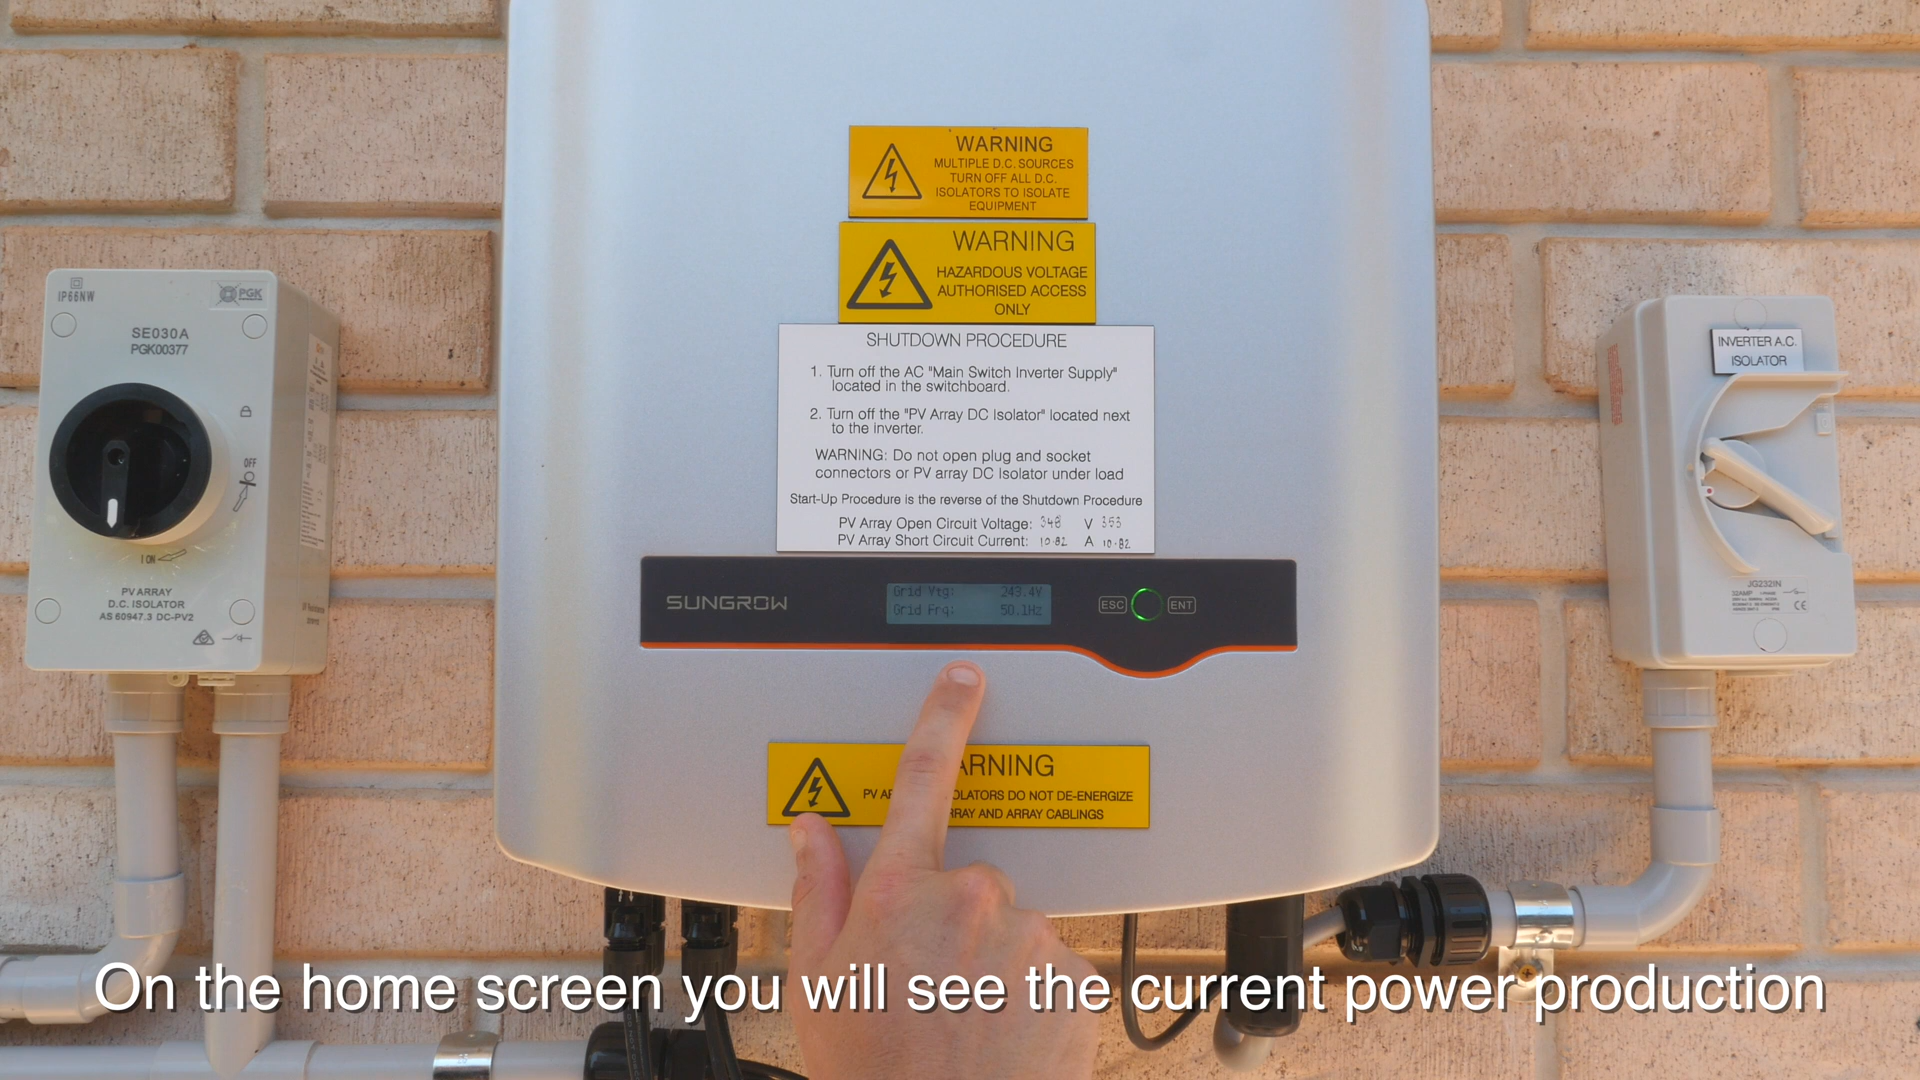 WARNING
MULTIPLE D.C. SOURCES
TURN OFF ALL D.C.
ISOLATORS TO ISOLATE
EQUIPMENT
WARNING
HAZARDOUS VOLTAGE
AUTHORISED ACCESS
ONLY
SHUTDOWN PROCEDURE
1. Turn off the AC "Main Switch Inverter Supply"
located in the switchboard.
2. Turn off the "PV Array DC Isolator" located next
to the inverter.
WARNING: Do not open plug and socket
connectors or PV array DC Isolator under load
Start-Up Procedure is the reverse of the Shutdown Procedure
PV Array Open Circuit Voltage: 348 V 353
PV Array Short Circuit Current: 10.82 A 10.82
IP66NW
PGK
SE030A
PGK00377
OFF
I ON
PV ARRAY
D.C. ISOLATOR
AS 60947.3 DC-PV2
SUNGROW
Grid Vtg: 243.4V
Grid Frq: 50.1Hz
ESC
ENT
INVERTER A.C.
ISOLATOR
JG232IN
32AMP
ARNING
PV AR OLATORS DO NOT DE-ENERGIZE
RRAY AND ARRAY CABLINGS
On the home screen you will see the current power production